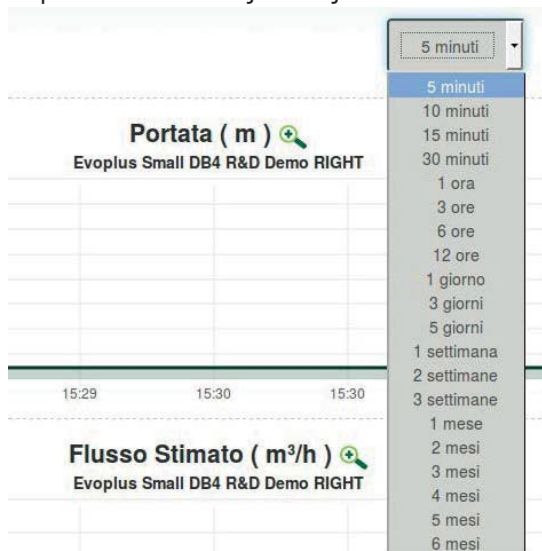 5 minuti
5 minuti
10 minuti
15 minuti
30 minuti
1 ora
3 ore
6 ore
12 ore
1 giorno
3 giorni
5 giorni
1 settimana
2 settimane
3 settimane
1 mese
2 mesi
3 mesi
4 mesi
5 mesi
6 mesi
Portata ( m )
Evoplus Small DB4 R&D Demo RIGHT
15:29 15:30 15:30
Flusso Stimato ( m³/h )
Evoplus Small DB4 R&D Demo RIGHT